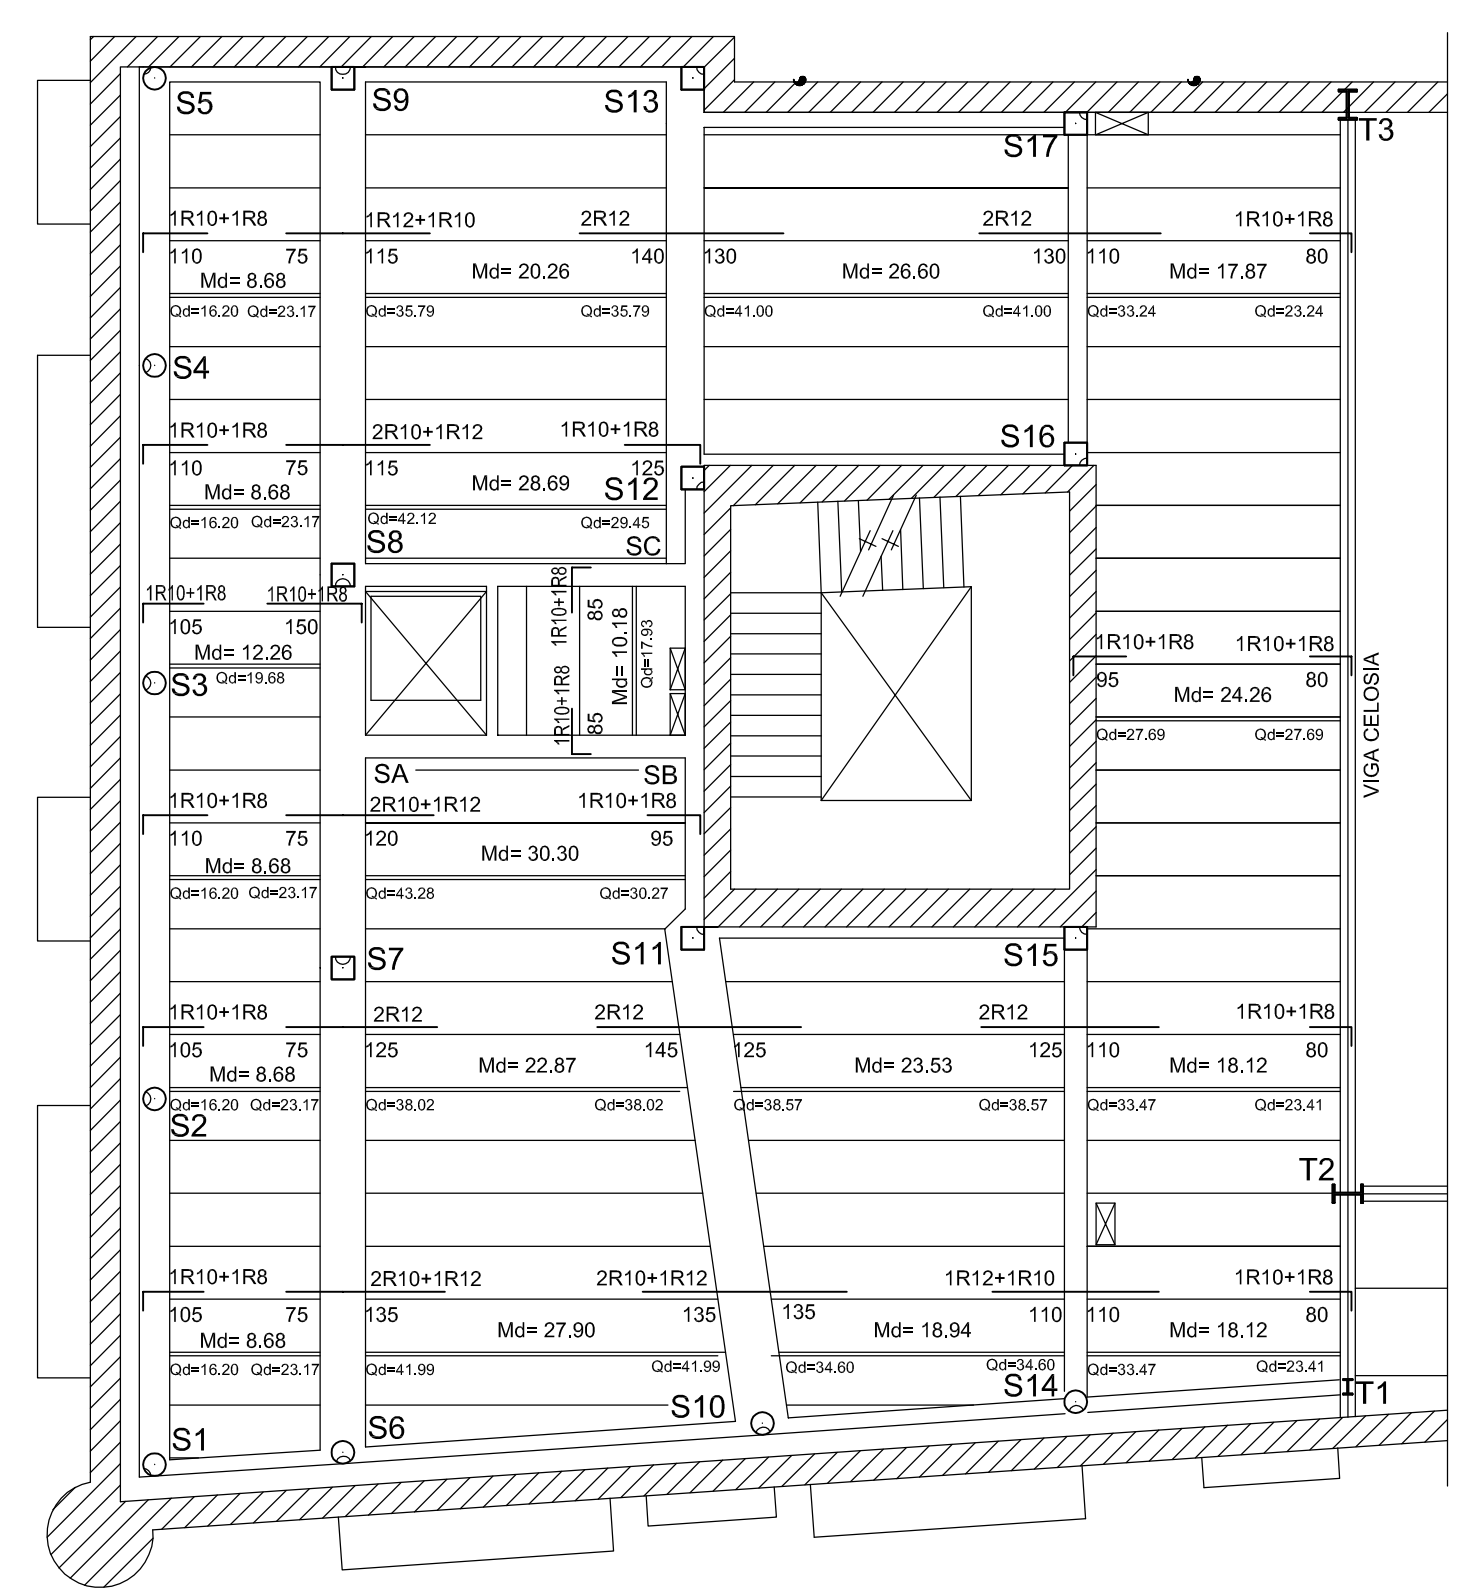 S5
S9
S13
S17
T3
1R10+1R8
1R12+1R10
2R12
2R12
1R10+1R8
110
75
115
140
130
130
110
80
Md= 8.68
Md= 20.26
Md= 26.60
Md= 17.87
Qd=16.20
Qd=23.17
Qd=35.79
Qd=35.79
Qd=41.00
Qd=41.00
Qd=33.24
Qd=23.24
S4
S16
1R10+1R8
2R10+1R12
1R10+1R8
110
75
115
125
Md= 8.68
Md= 28.69
S12
Qd=16.20
Qd=23.17
Qd=42.12
Qd=29.45
S8
SC
1R10+1R8
1R10+1R8
1R10+1R8
85
105
150
Md= 12.26
Md= 10.18
Qd=17.93
S3
Qd=19.68
1R10+1R8
85
1R10+1R8
1R10+1R8
95
80
Md= 24.26
Qd=27.69
Qd=27.69
VIGA CELOSIA
SA
SB
1R10+1R8
2R10+1R12
1R10+1R8
110
75
120
95
Md= 8.68
Md= 30.30
Qd=16.20
Qd=23.17
Qd=43.28
Qd=30.27
S7
S11
S15
1R10+1R8
2R12
2R12
2R12
1R10+1R8
105
75
125
145
125
125
110
80
Md= 8.68
Md= 22.87
Md= 23.53
Md= 18.12
Qd=16.20
Qd=23.17
Qd=38.02
Qd=38.02
Qd=38.57
Qd=38.57
Qd=33.47
Qd=23.41
S2
T2
1R10+1R8
2R10+1R12
2R10+1R12
1R12+1R10
1R10+1R8
105
75
135
135
135
110
110
80
Md= 8.68
Md= 27.90
Md= 18.94
Md= 18.12
Qd=16.20
Qd=23.17
Qd=41.99
Qd=41.99
Qd=34.60
Qd=34.60
Qd=33.47
Qd=23.41
S14
T1
S10
S1
S6